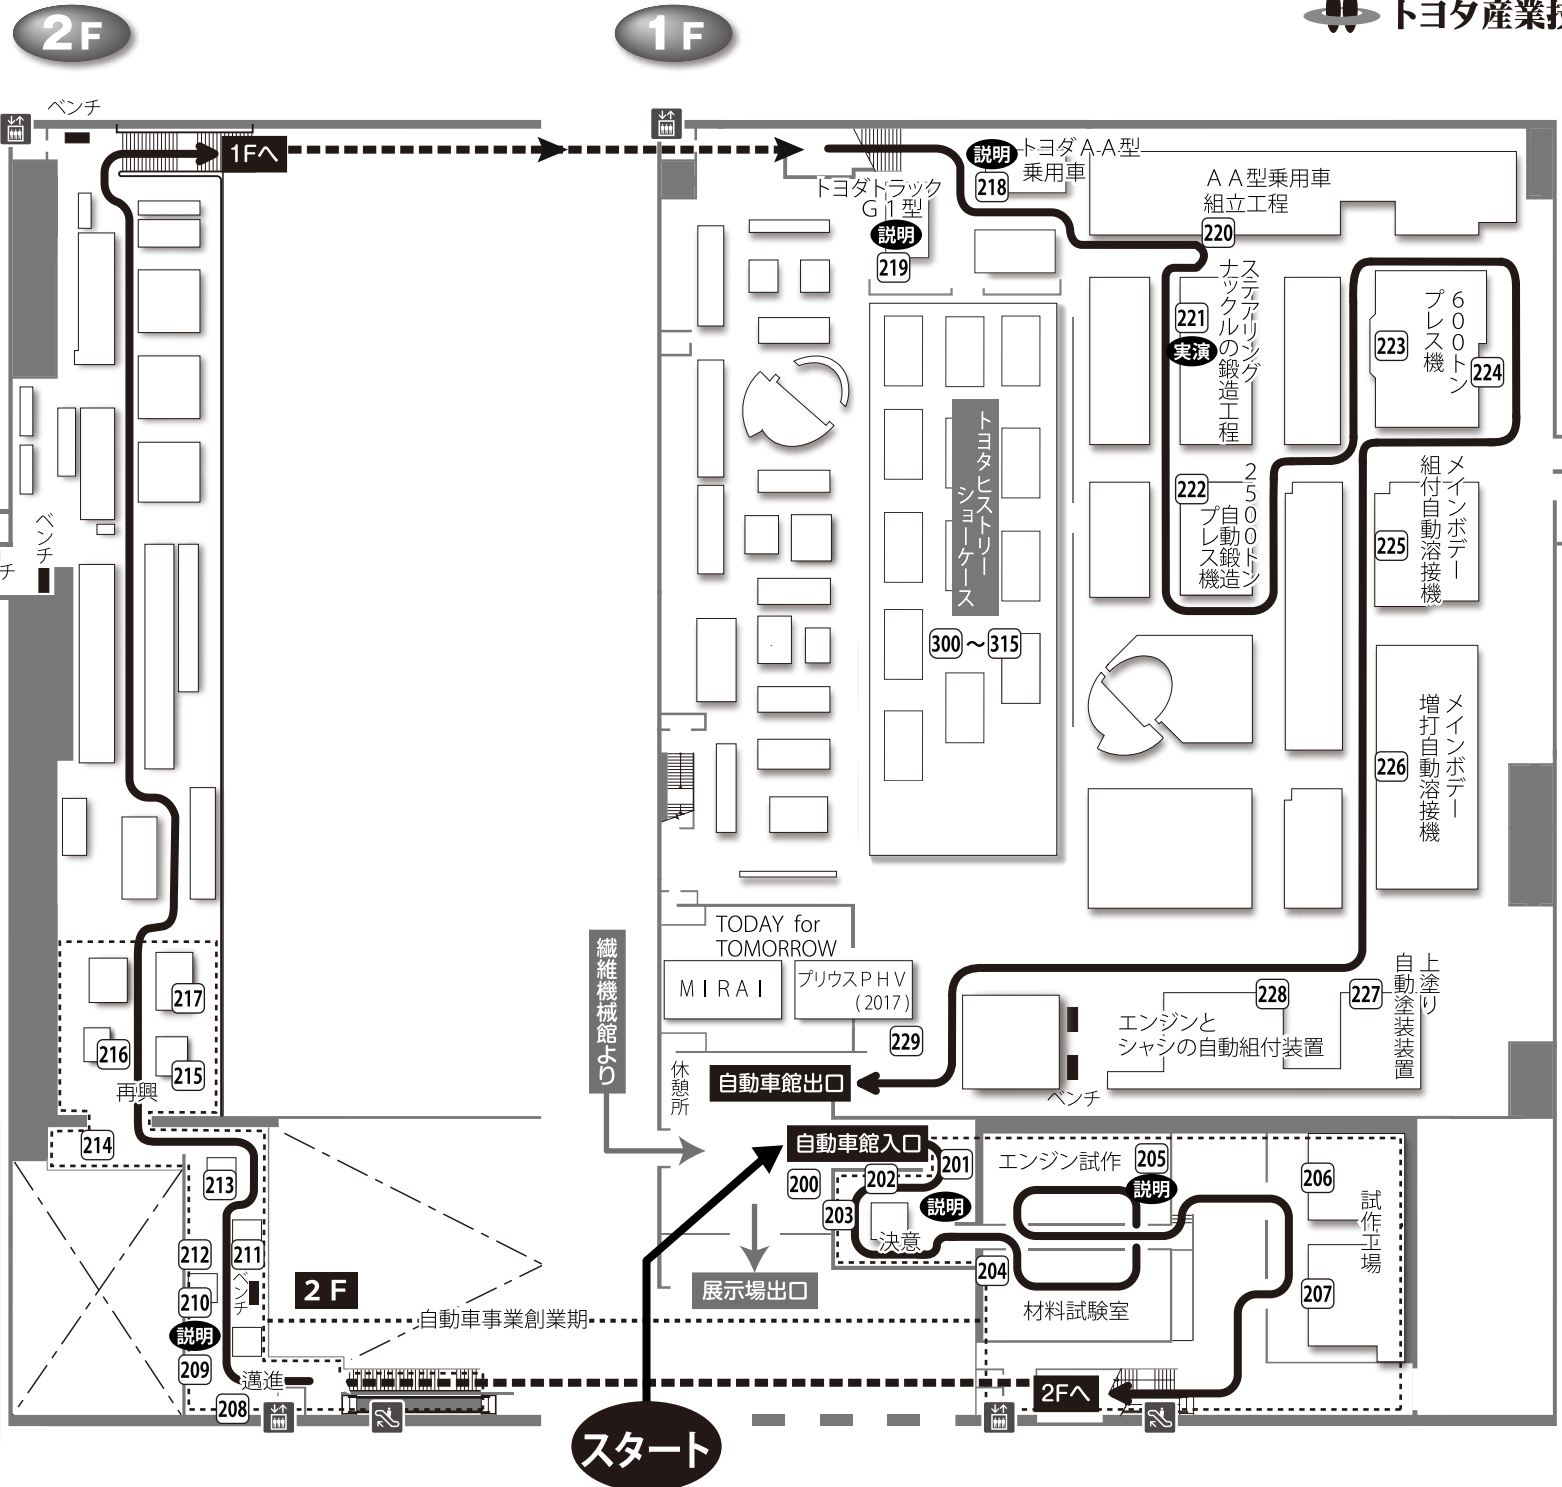 2F
1F
トヨタ産業技
ベンチ
1Fへ
説明
218
トヨダAA型
乗用車
AA型乗用車
組立工程
220
トヨダトラック
G1型
説明
219
221
実演
ステアリング
ナックルの鍛造工程
600トン
プレス機
223
224
トヨタ ヒストリー
ショーケース
300～315
222
2500トン
自動鍛造
プレス機
メインボデー
組付自動溶接機
225
メインボデー
増打自動溶接機
226
ベンチ
チ
TODAY for
TOMORROW
MIRAI
プリウスPHV
(2017)
229
繊維機械館より
休憩所
自動車館出口
ベンチ
エンジンと
シャシの自動組付装置
228
227
上塗り
自動塗装装置
217
216
215
再興
214
213
212
211
210
ベンチ
説明
209
邁進
208
2F
自動車事業創業期
自動車館入口
200
201
202
203
説明
決意
展示場出口
204
エンジン試作
205
説明
材料試験室
206
試作工場
207
2Fへ
スタート